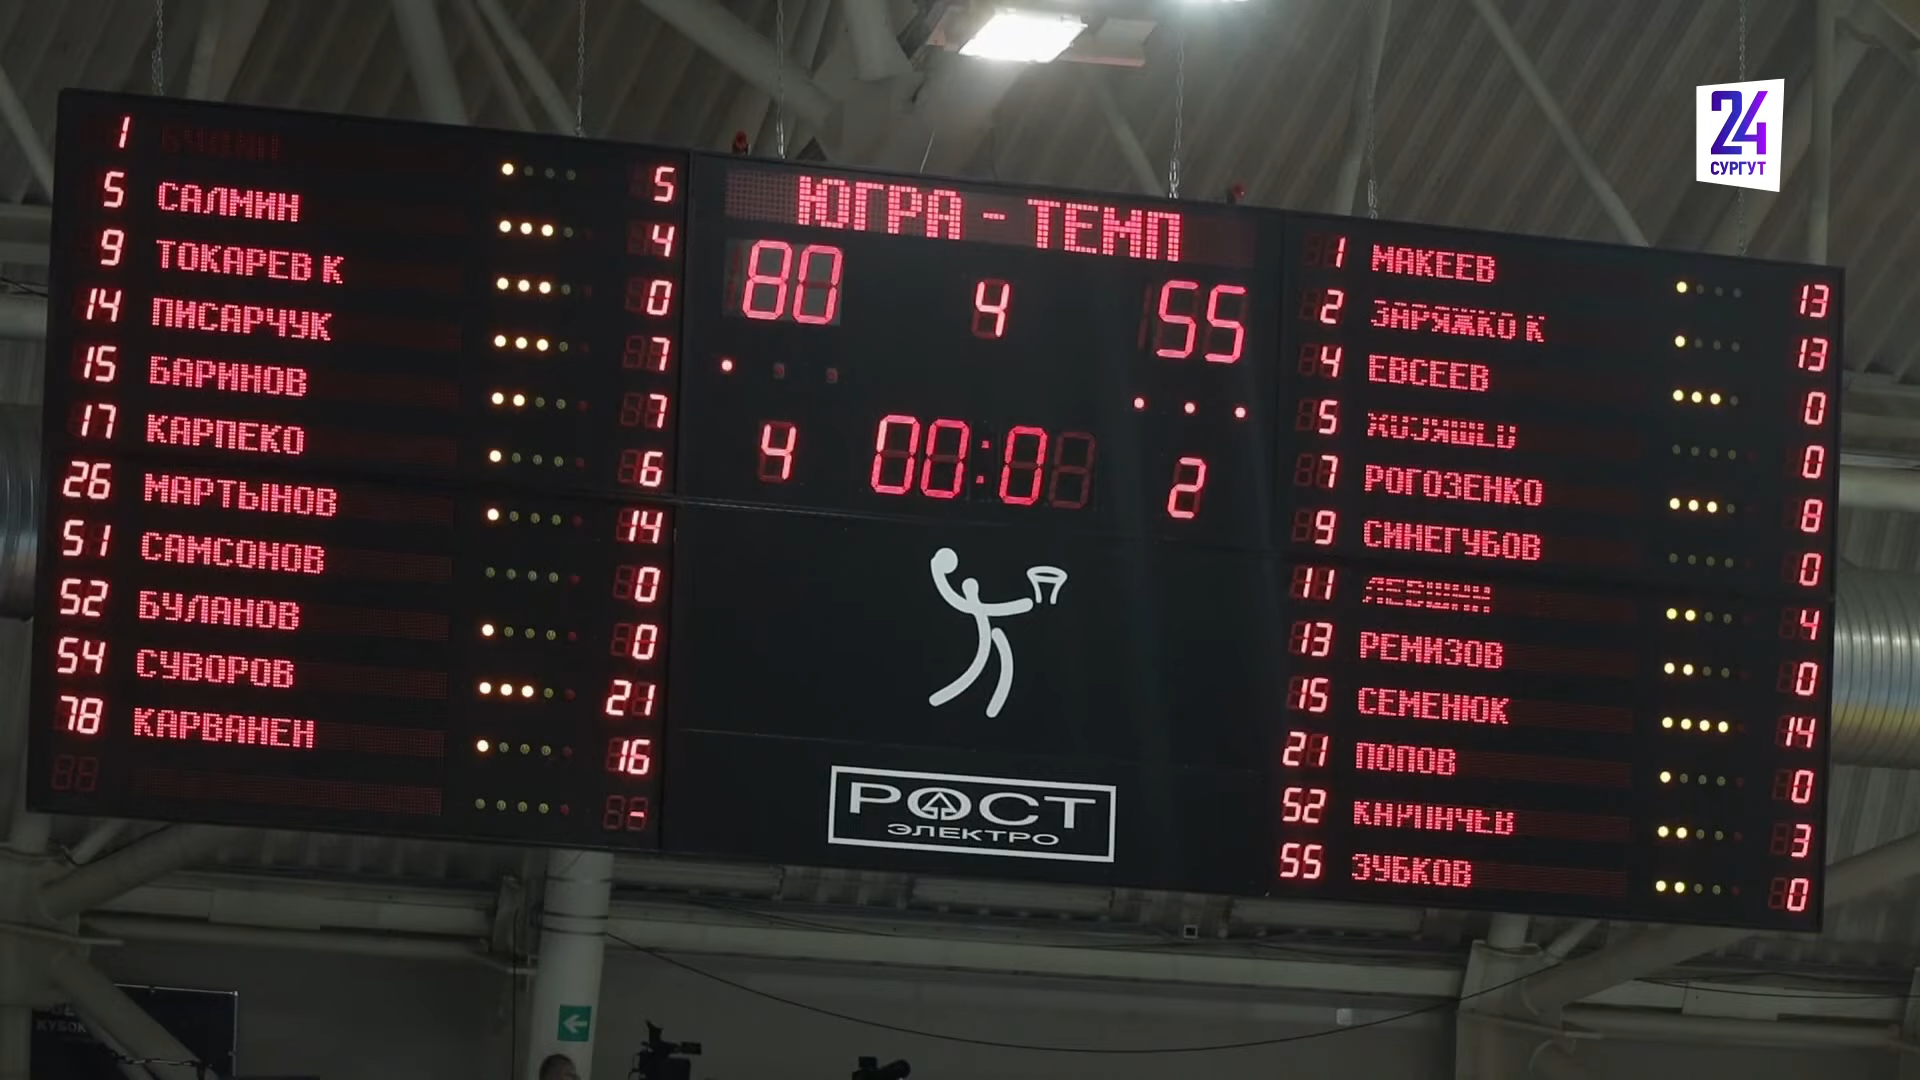 24
СУРГУТ
ЮГРА - ТЕМП
80 4 55
4 00:0 2
1 5
5 САЛМИН 4
9 ТОКАРЕВ К 0
14 ПИСАРЧУК 7
15 БАРИНОВ 7
17 КАРПЕКО 6
26 МАРТЫНОВ 14
51 САМСОНОВ 0
52 БУЛАНОВ 0
54 СУВОРОВ 21
78 КАРВАНЕН 16
-
1 МАКЕЕВ 13
2 ЗАРЯЖКО К 13
4 ЕВСЕЕВ 0
5 0
7 РОГОЗЕНКО 8
9 СИНЕГУБОВ 0
11 ЛЕВШИН 4
13 РЕМИЗОВ 0
15 СЕМЕНЮК 14
21 ПОПОВ 0
52 КАРПАЧЕВ 3
55 ЗУБКОВ 0
РОСТ
ЭЛЕКТРО
КУБОК